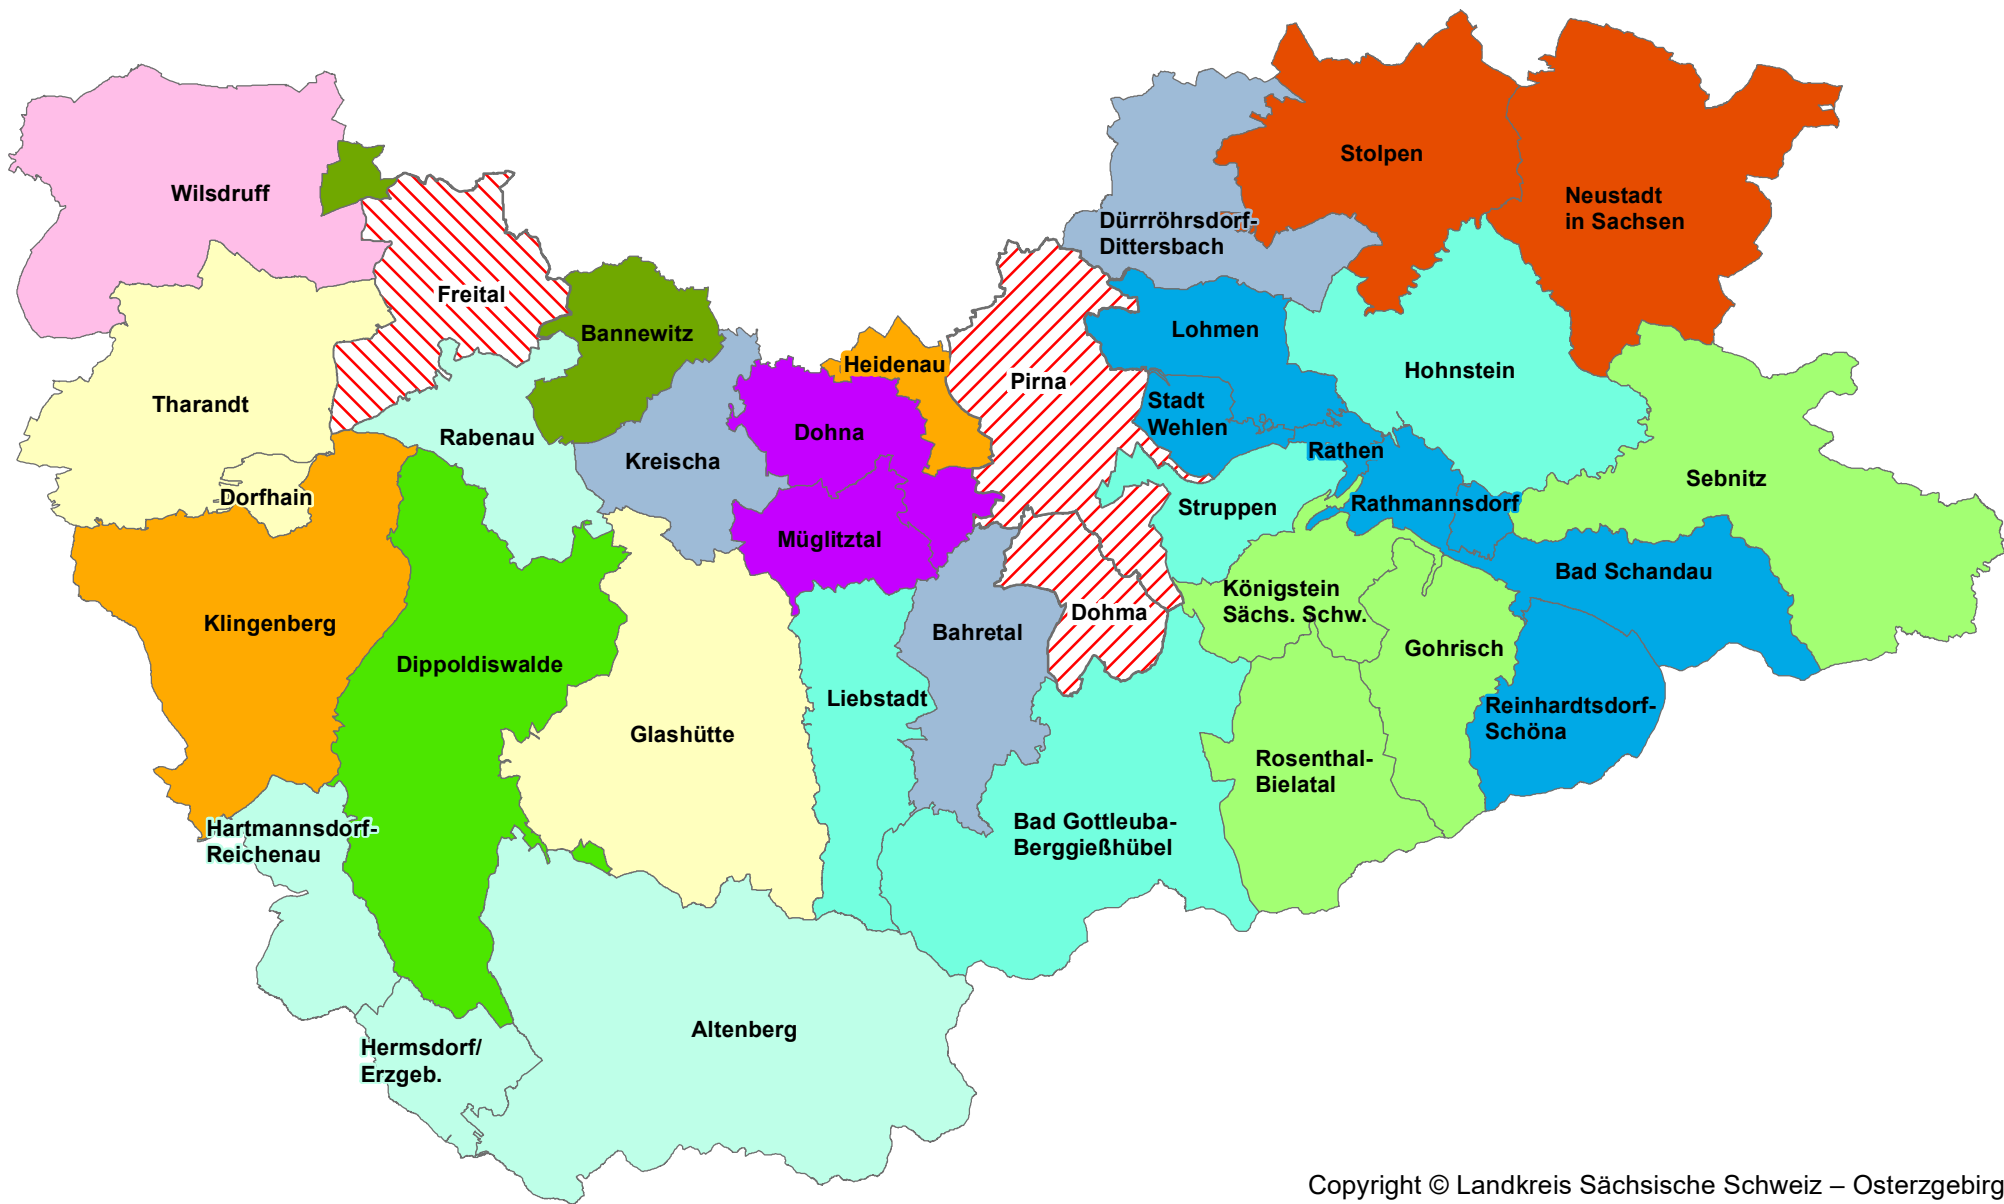 Wilsdruff
Stolpen
Neustadt
in Sachsen
Dürrröhrsdorf-
Dittersbach
Freital
Bannewitz
Lohmen
Heidenau
Hohnstein
Pirna
Tharandt
Stadt
Wehlen
Dohna
Rabenau
Rathen
Kreischa
Sebnitz
Dorfhain
Rathmannsdorf
Struppen
Müglitztal
Bad Schandau
Königstein
Sächs. Schw.
Dohma
Klingenberg
Bahretal
Gohrisch
Dippoldiswalde
Liebstadt
Reinhardtsdorf-
Schöna
Glashütte
Rosenthal-
Bielatal
Bad Gottleuba-
Berggießhübel
Hartmannsdorf-
Reichenau
Altenberg
Hermsdorf/
Erzgeb.
Copyright © Landkreis Sächsische Schweiz – Osterzgebirg